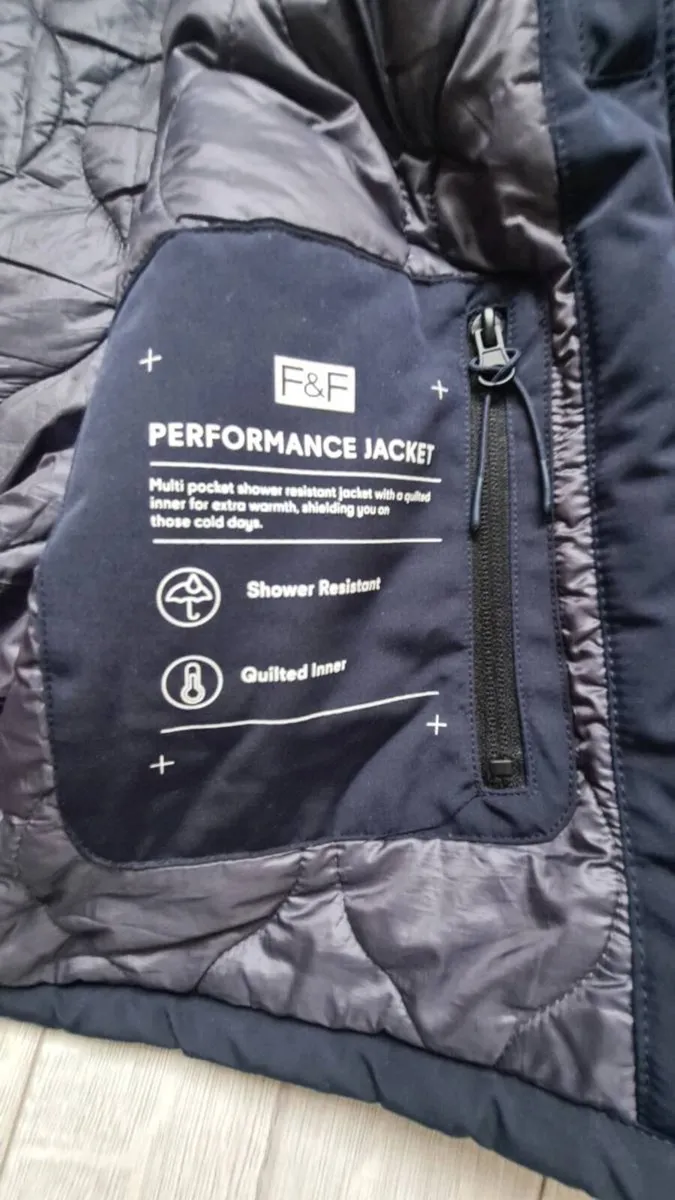 F&F
PERFORMANCE JACKET
Multi pocket shower resistant jacket with a quilted
inner for extra warmth, shielding you on
those cold days.
Shower Resistant
Quilted Inner